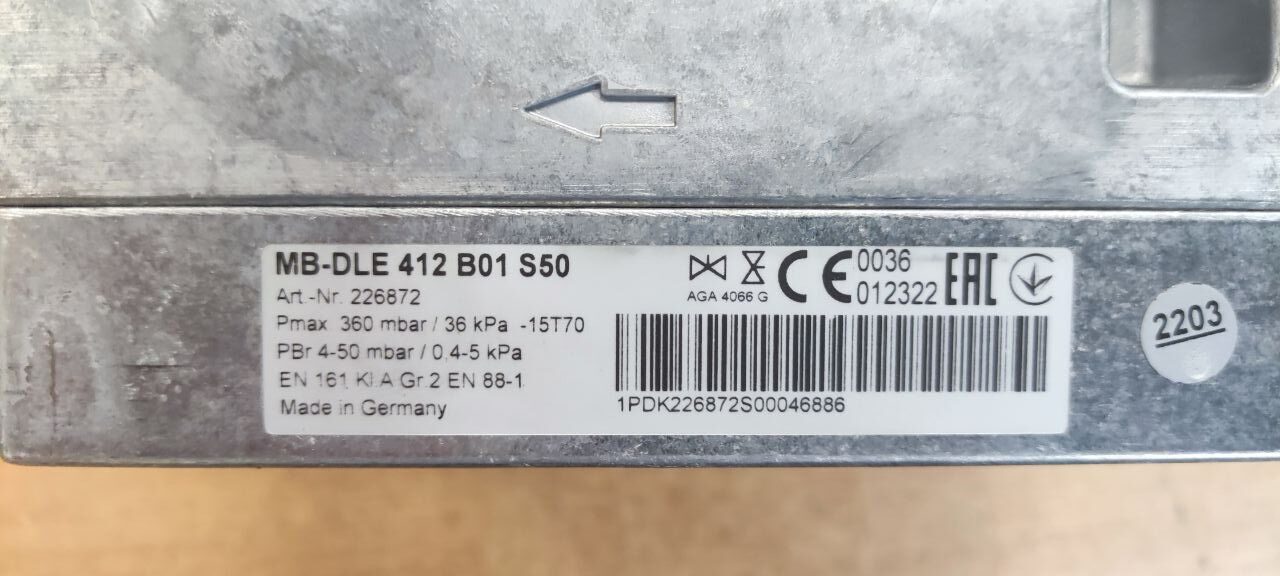 MB-DLE 412 B01 S50
Art.-Nr. 226872
Pmax 360 mbar / 36 kPa -15T70
PBr 4-50 mbar / 0,4-5 kPa
EN 161 Kl A Gr.2 EN 88-1
Made in Germany
AGA 4066 G
CE 0036
012322 EAC
1PDK226872S00046886
2203